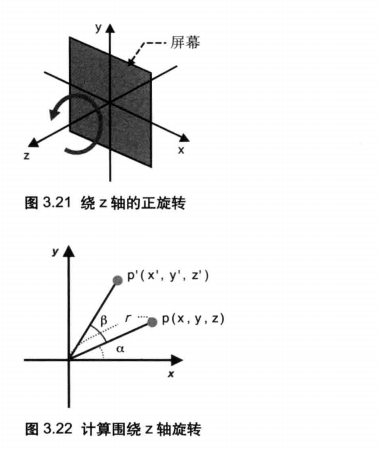 y
屏幕
z
x
图 3.21 绕 z 轴的正旋转
y
p'(x', y', z')
β
r
p(x, y, z)
α
x
图 3.22 计算围绕 z 轴旋转